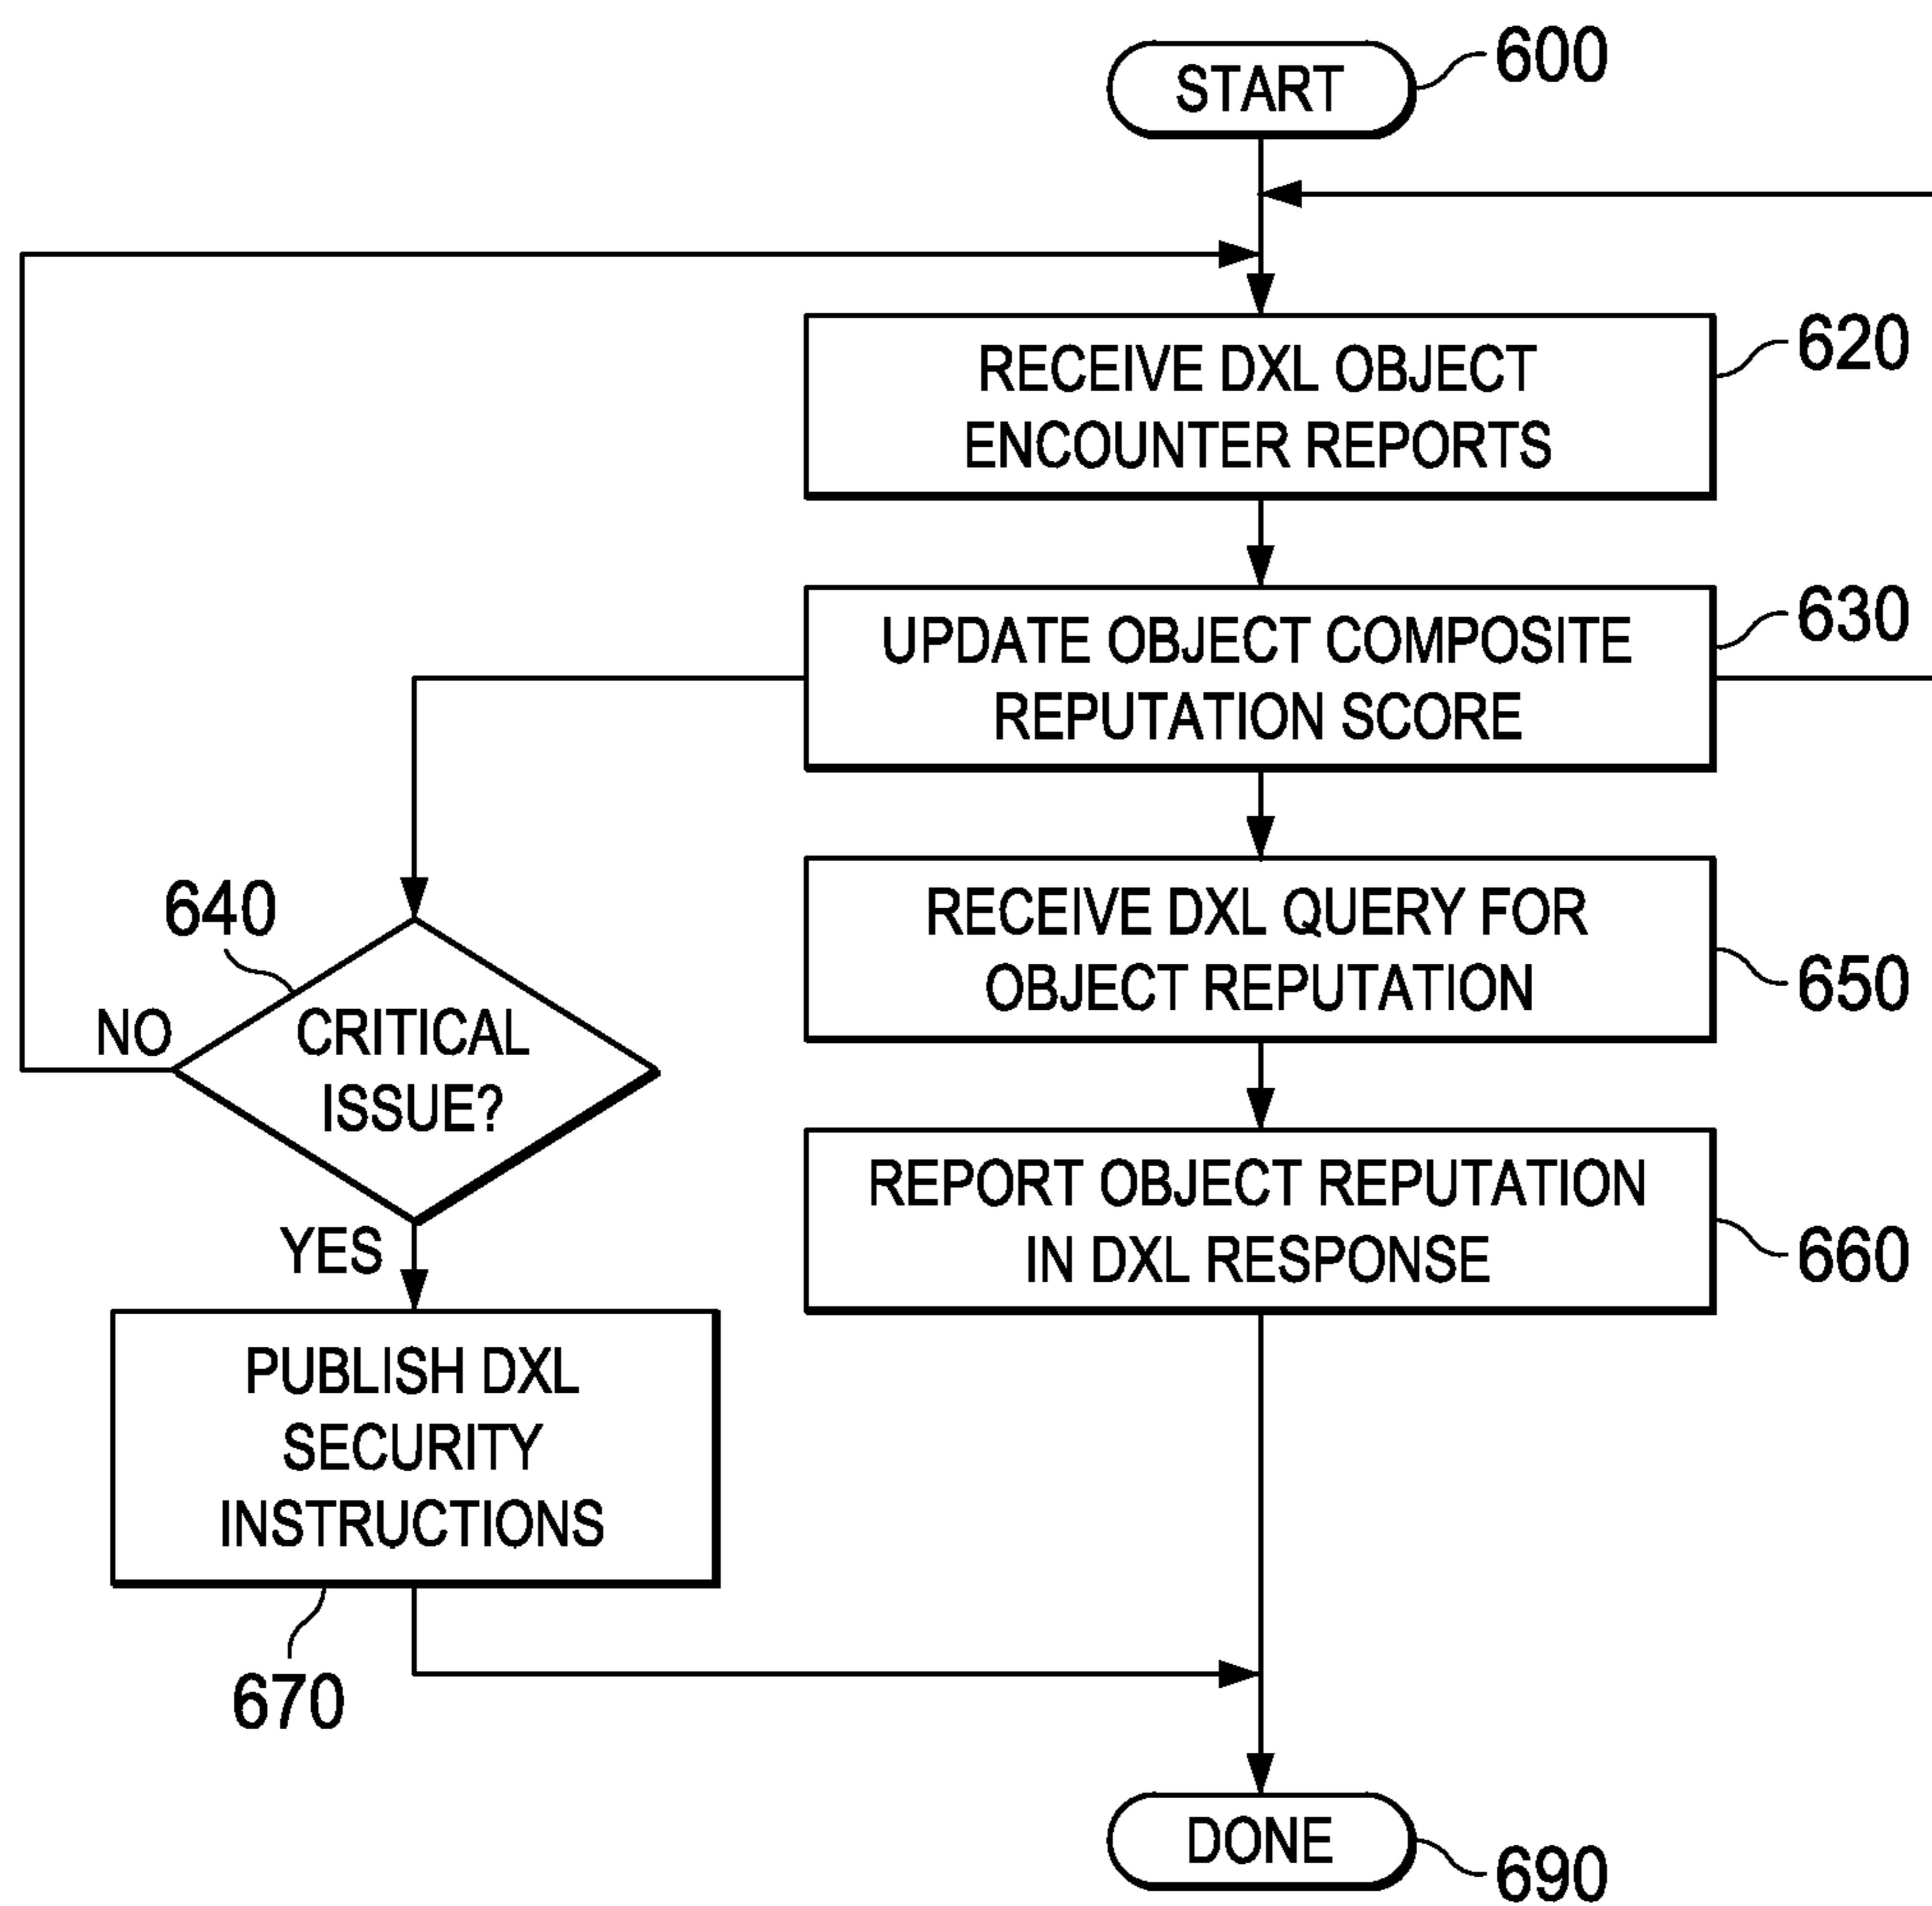 START
600
RECEIVE DXL OBJECT
ENCOUNTER REPORTS
620
UPDATE OBJECT COMPOSITE
REPUTATION SCORE
630
640
NO
CRITICAL
ISSUE?
YES
RECEIVE DXL QUERY FOR
OBJECT REPUTATION
650
REPORT OBJECT REPUTATION
IN DXL RESPONSE
660
PUBLISH DXL
SECURITY
INSTRUCTIONS
670
DONE
690